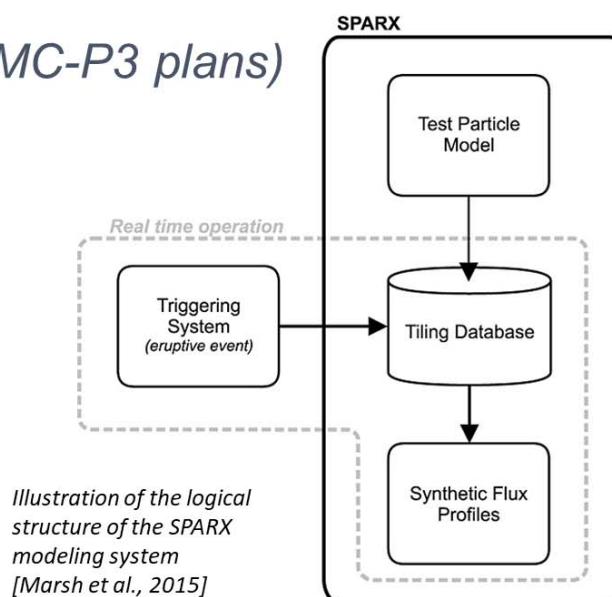 MC-P3 plans)
SPARX
Test Particle
Model
Real time operation
Triggering
System
(eruptive event)
Tiling Database
Synthetic Flux
Profiles
Illustration of the logical
structure of the SPARX
modeling system
[Marsh et al., 2015]